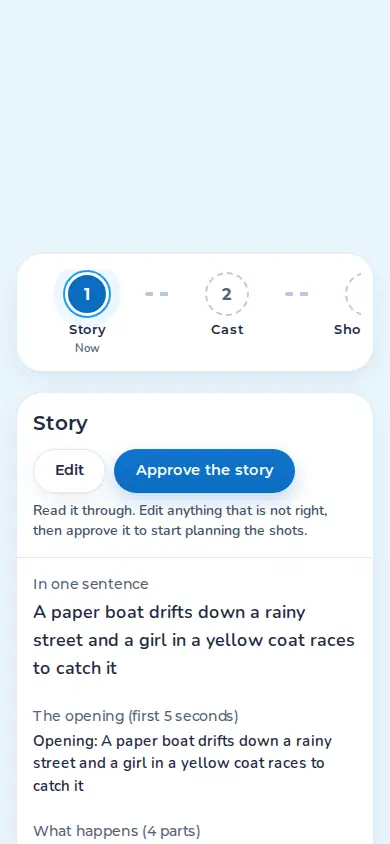 1
2
Story
Cast
Sho
Now
Story
Edit
Approve the story
Read it through. Edit anything that is not right,
then approve it to start planning the shots.
In one sentence
A paper boat drifts down a rainy
street and a girl in a yellow coat races
to catch it
The opening (first 5 seconds)
Opening: A paper boat drifts down a rainy
street and a girl in a yellow coat races to
catch it
What happens (4 parts)